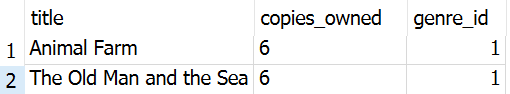 title copies_owned genre_id
1 Animal Farm 6 1
2 The Old Man and the Sea 6 1